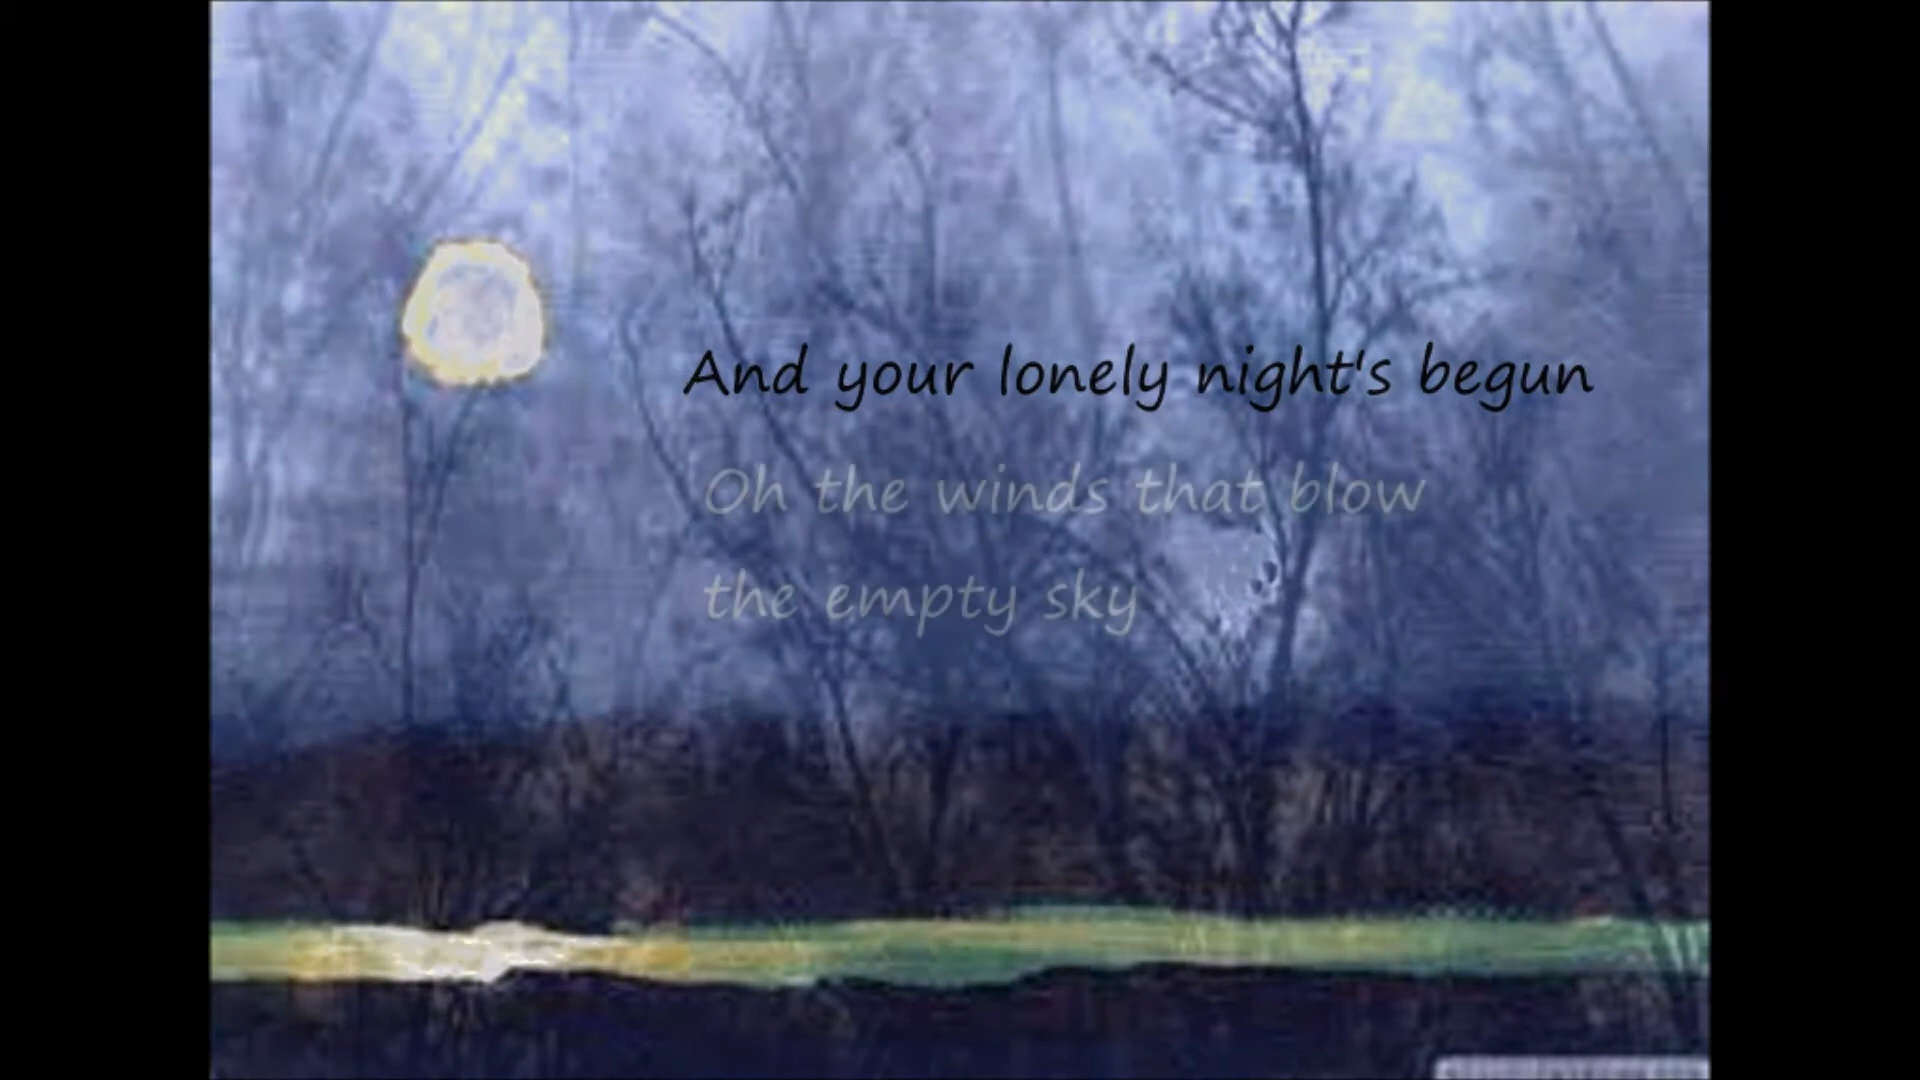 And your lonely night's begun
Oh the winds that blow
the empty sky